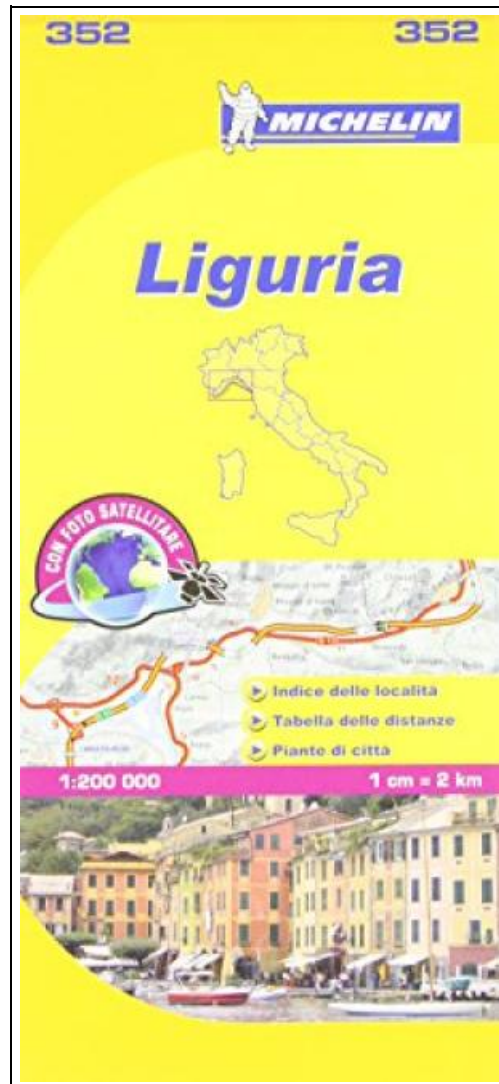 352 352
MICHELIN
Liguria
CON FOTO SATELLITARE
Indice delle località
Tabella delle distanze
Piante di città
1:200 000 1 cm = 2 km